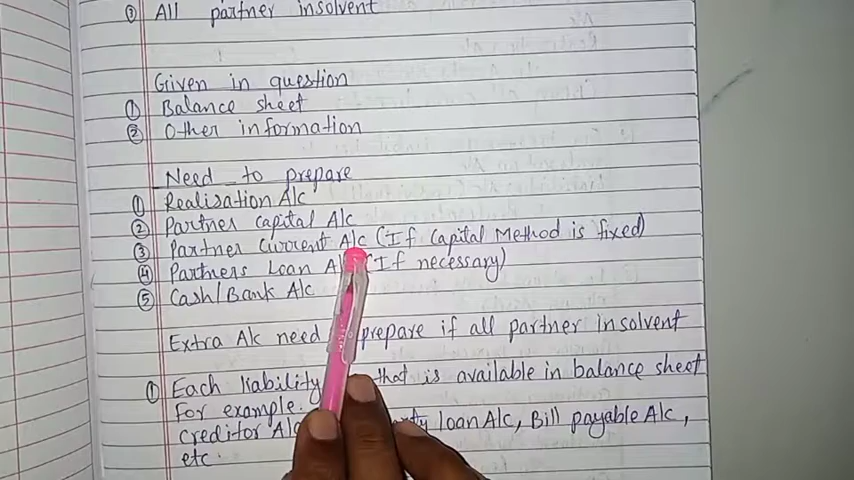 ① All partner insolvent
Given in question
① Balance sheet
② Other information
Need to prepare
① Realisation A/c
② Partner capital A/c
③ Partner Current A/c (If Capital Method is fixed)
④ Partners Loan A/ (If necessary)
⑤ Cash/Bank A/c
Extra A/c need prepare if all partner insolvent
① Each liability that is available in balance sheet
For example.
creditor A/c loan A/c, Bill payable A/c,
etc.